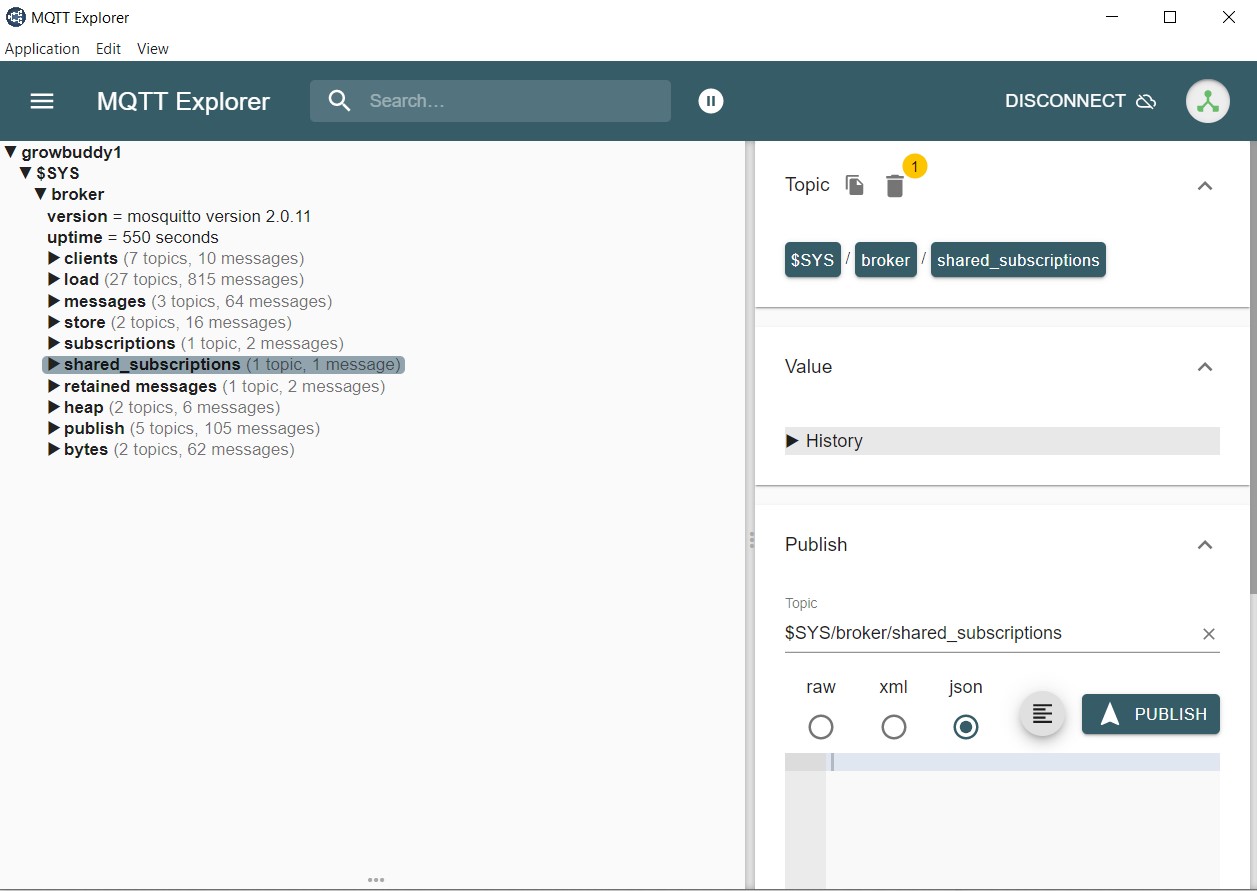 MQTT Explorer
Application Edit View
MQTT Explorer Search... DISCONNECT
▼ growbuddy1
▼ $SYS
▼ broker
version = mosquitto version 2.0.11
uptime = 550 seconds
▶ clients (7 topics, 10 messages)
▶ load (27 topics, 815 messages)
▶ messages (3 topics, 64 messages)
▶ store (2 topics, 16 messages)
▶ subscriptions (1 topic, 2 messages)
▶ shared_subscriptions (1 topic, 1 message)
▶ retained messages (1 topic, 2 messages)
▶ heap (2 topics, 6 messages)
▶ publish (5 topics, 105 messages)
▶ bytes (2 topics, 62 messages)
Topic 1
$SYS / broker / shared_subscriptions
Value
▶ History
Publish
Topic
$SYS/broker/shared_subscriptions
raw xml json
PUBLISH